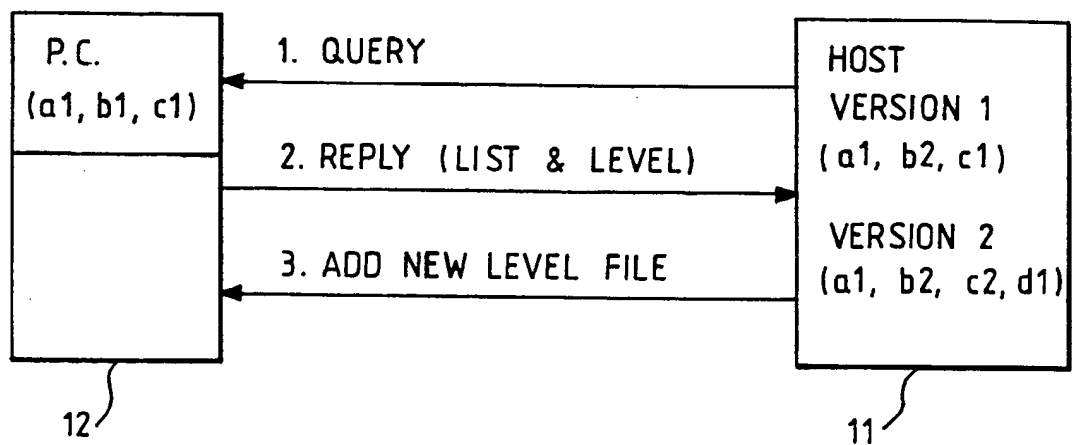 P.C.
(a1, b1, c1)
1. QUERY
2. REPLY (LIST & LEVEL)
3. ADD NEW LEVEL FILE
HOST
VERSION 1
(a1, b2, c1)
VERSION 2
(a1, b2, c2, d1)
12
11